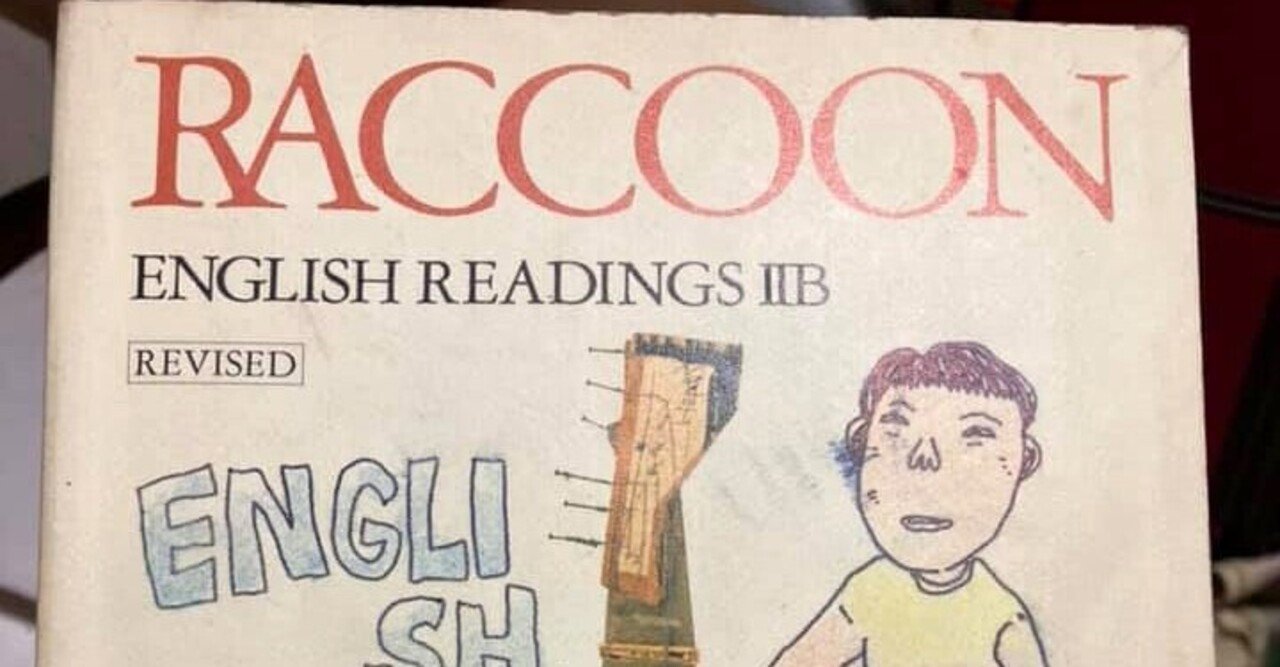 RACCOON
ENGLISH READINGS IIB
REVISED
ENGLI
SH